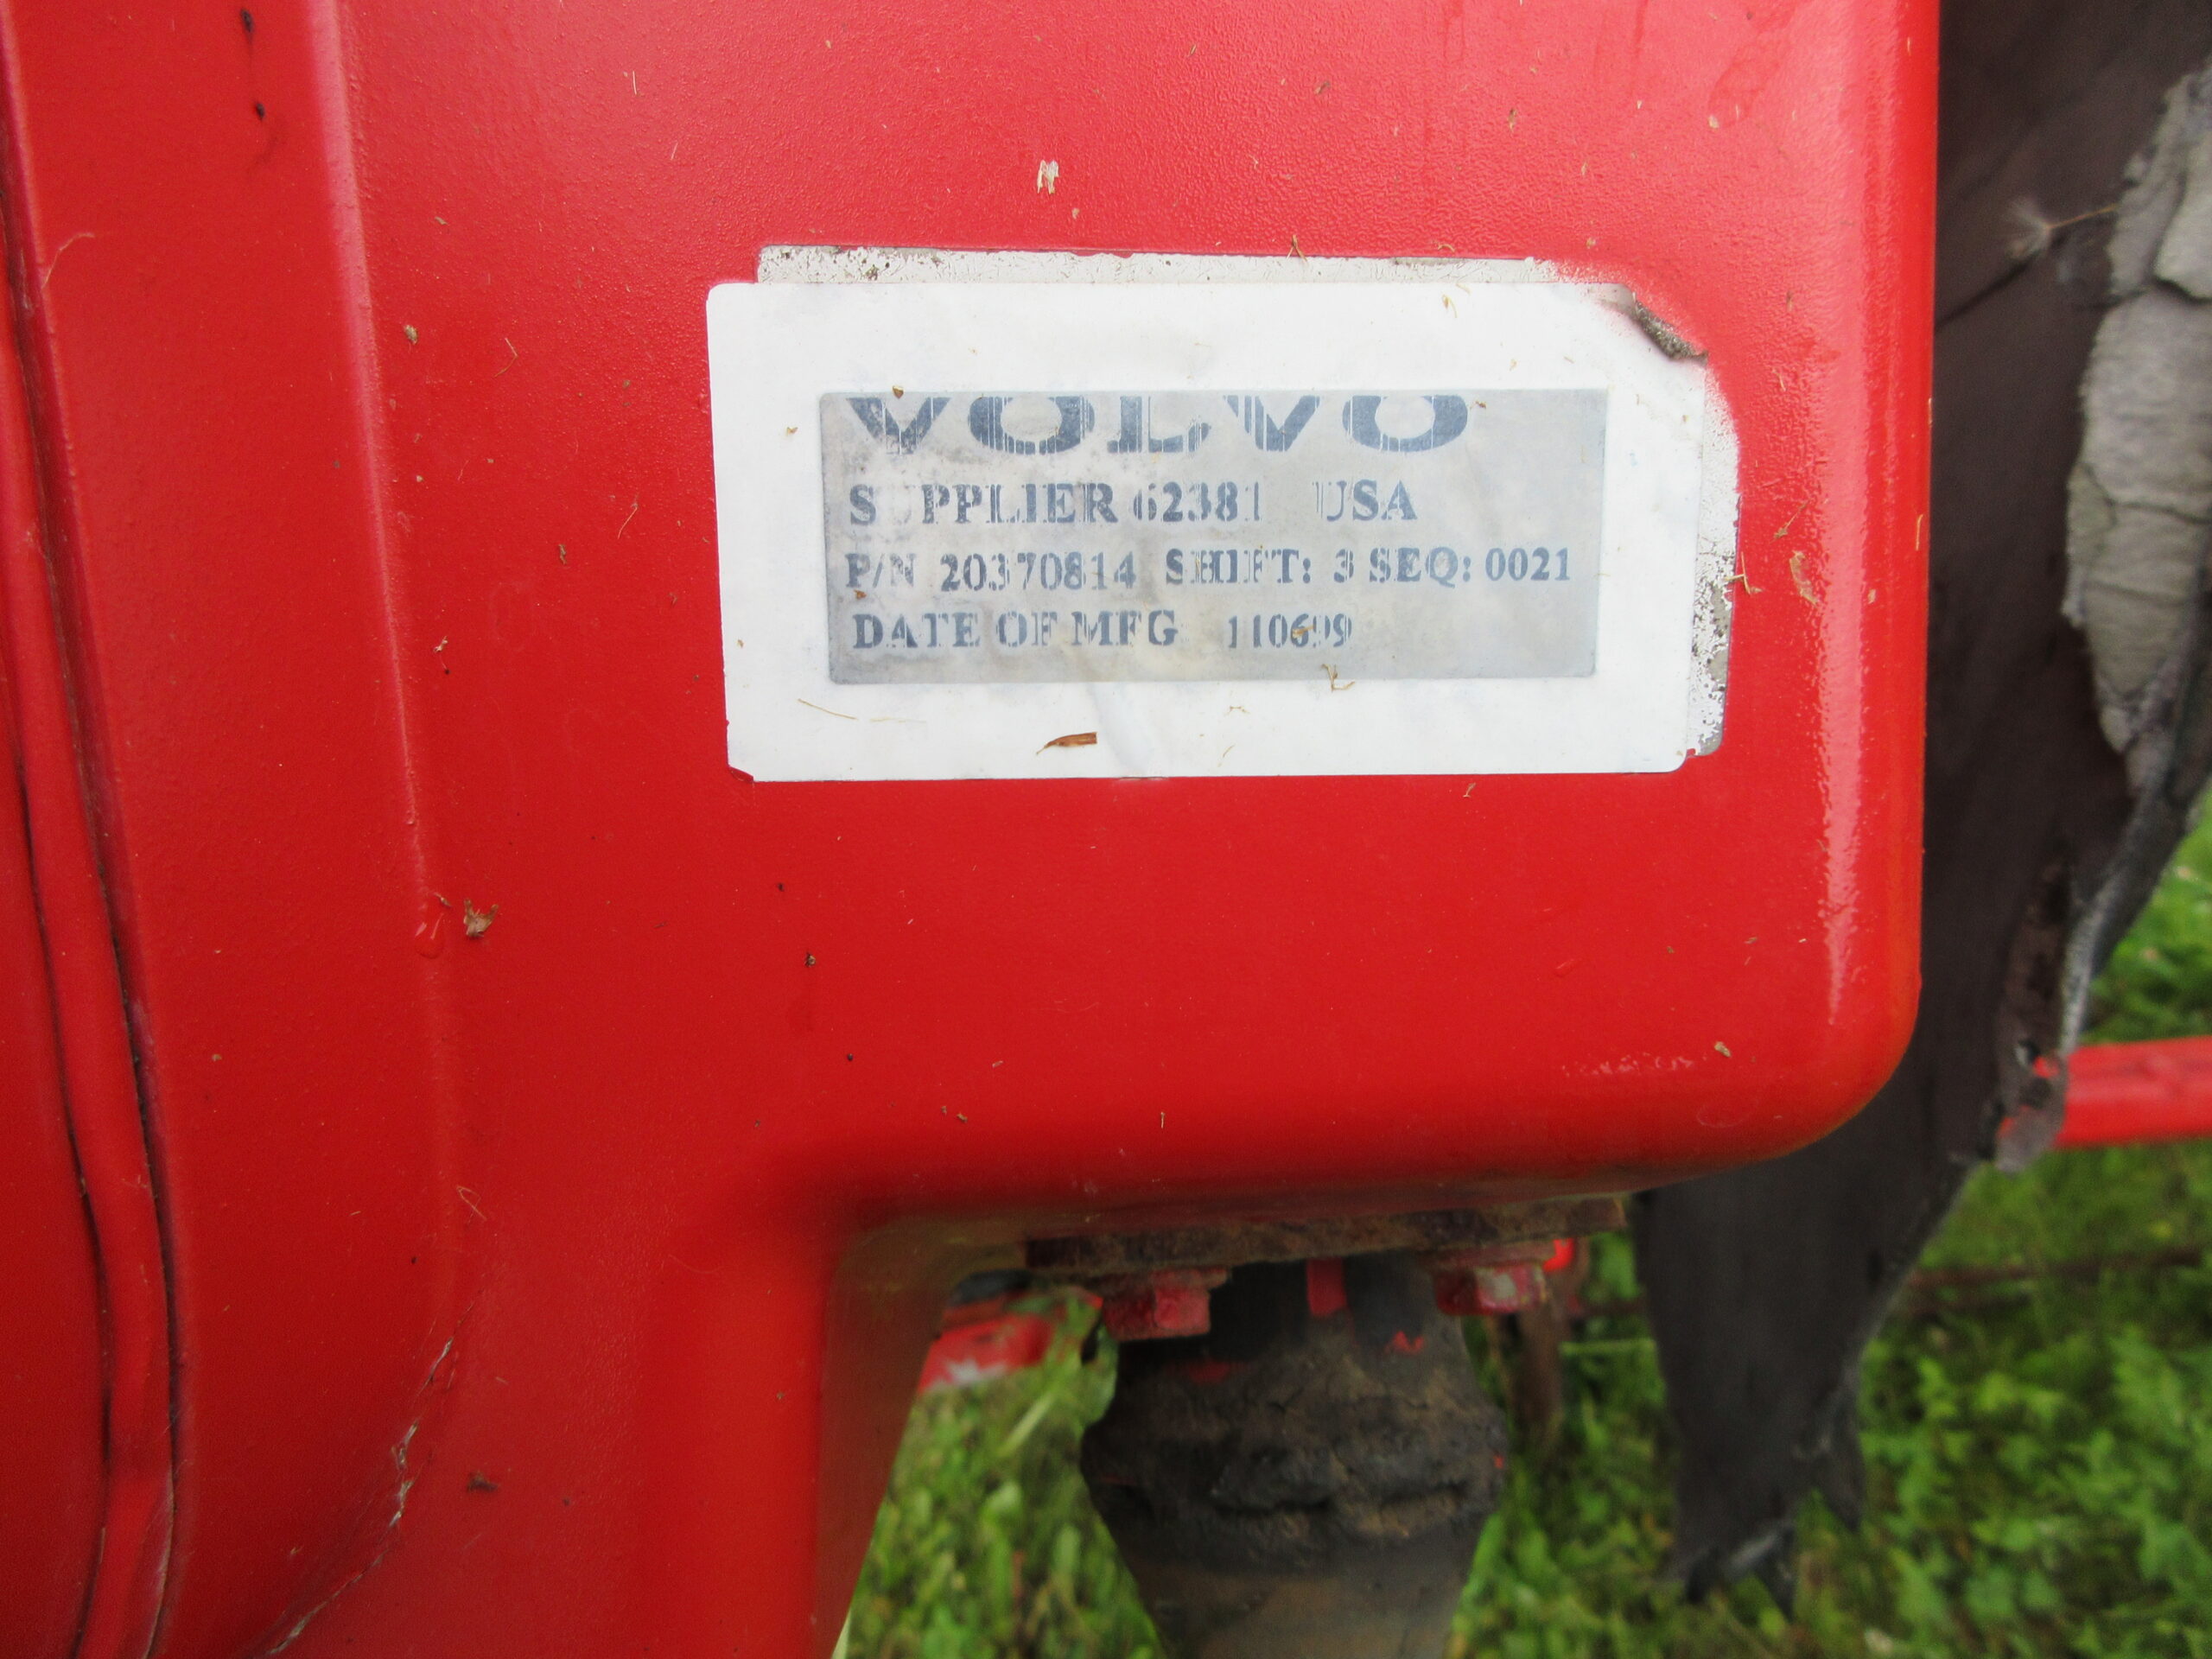 VOLVO
SUPPLIER 62381 USA
P/N 20370814 SHIFT: 3 SEQ: 0021
DATE OF MFG 110699